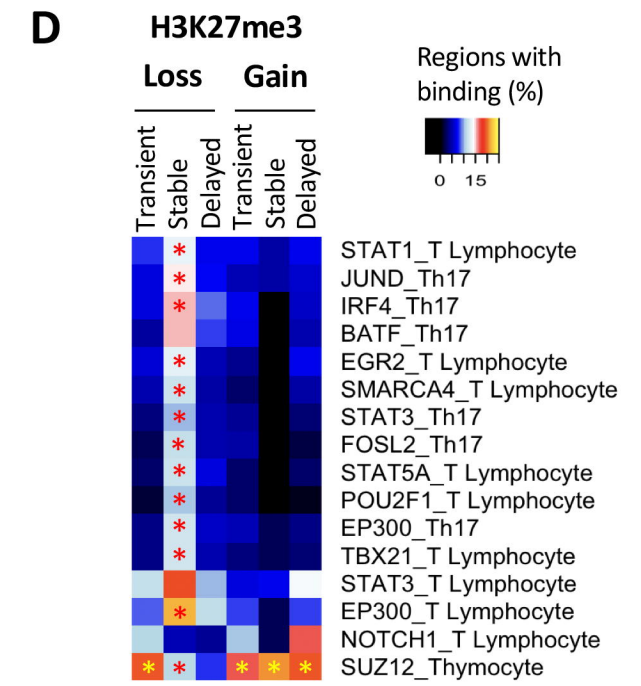 D
H3K27me3
Loss Gain
Transient Stable Delayed Transient Stable Delayed
Regions with
binding (%)
0 15
* STAT1_T Lymphocyte
* JUND_Th17
* IRF4_Th17
BATF_Th17
* EGR2_T Lymphocyte
* SMARCA4_T Lymphocyte
* STAT3_Th17
* FOSL2_Th17
* STAT5A_T Lymphocyte
* POU2F1_T Lymphocyte
* EP300_Th17
* TBX21_T Lymphocyte
STAT3_T Lymphocyte
* EP300_T Lymphocyte
NOTCH1_T Lymphocyte
* * * * * SUZ12_Thymocyte